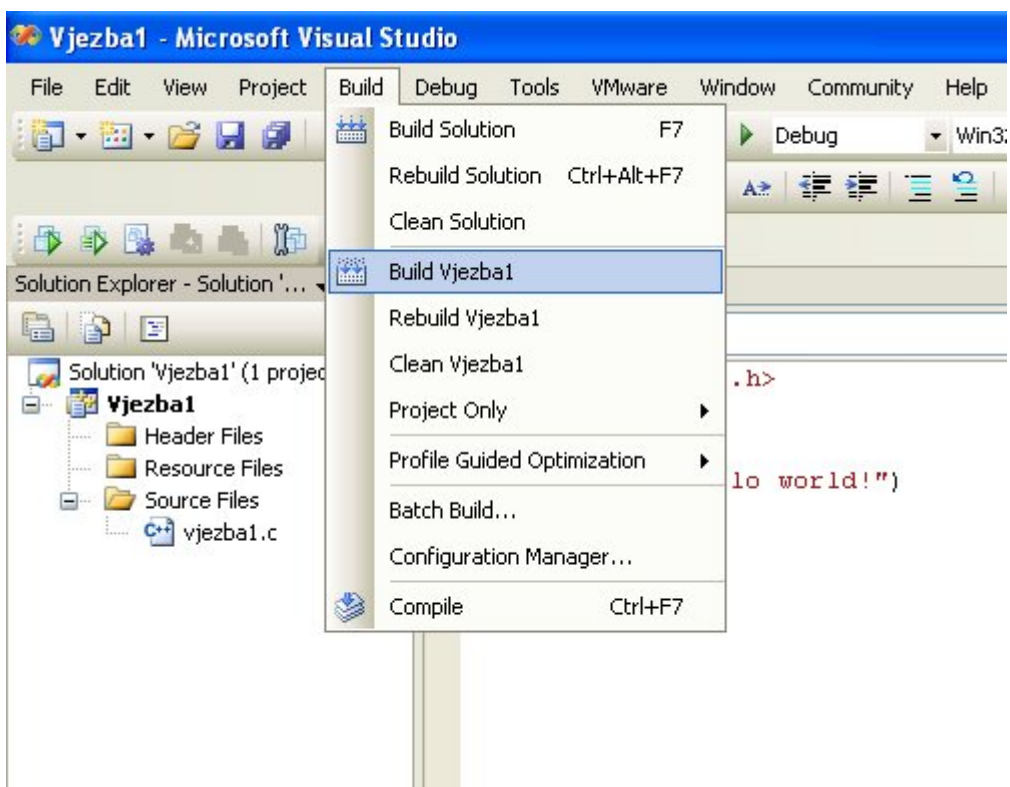 Vjezba1 - Microsoft Visual Studio
File Edit View Project Build Debug Tools VMware Window Community Help
Debug Win32
Build Solution F7
Rebuild Solution Ctrl+Alt+F7
Clean Solution
Build Vjezba1
Rebuild Vjezba1
Clean Vjezba1
Project Only
Profile Guided Optimization
Batch Build...
Configuration Manager...
Compile Ctrl+F7
Solution Explorer - Solution '...
Solution 'Vjezba1' (1 projec
Vjezba1
Header Files
Resource Files
Source Files
vjezba1.c
.h>
lo world!")